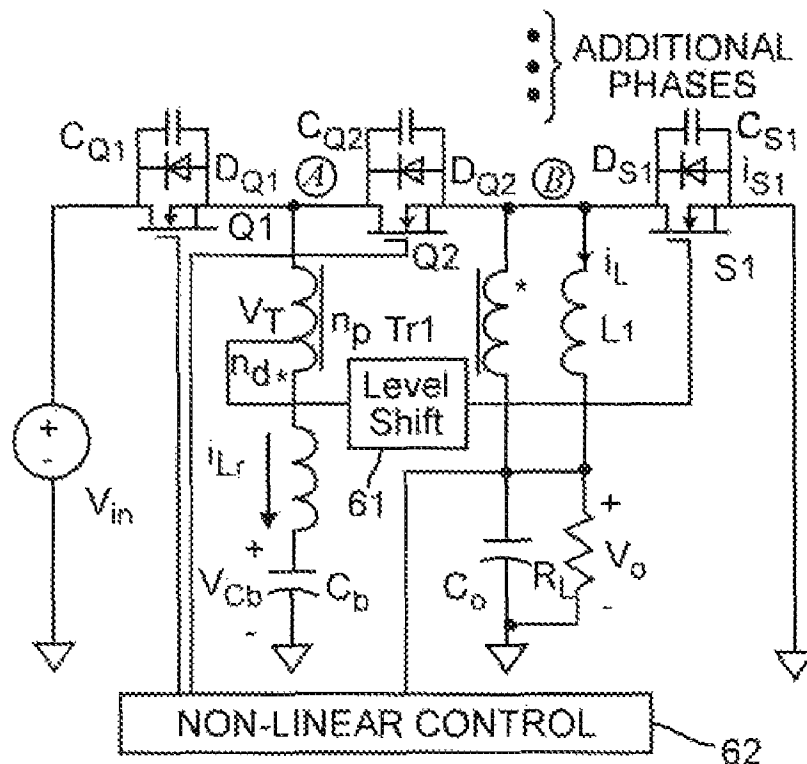 ADDITIONAL
PHASES
C_Q1
D_Q1
Q1
A
C_Q2
D_Q2
Q2
B
C_S1
D_S1
i_S1
S1
V_T
n_p Tr1
n_d*
*
i_L
L1
Level
Shift
61
+
-
V_in
i_Lr
+
V_Cb
-
C_b
C_o
R_L
+
V_o
-
NON-LINEAR CONTROL
62